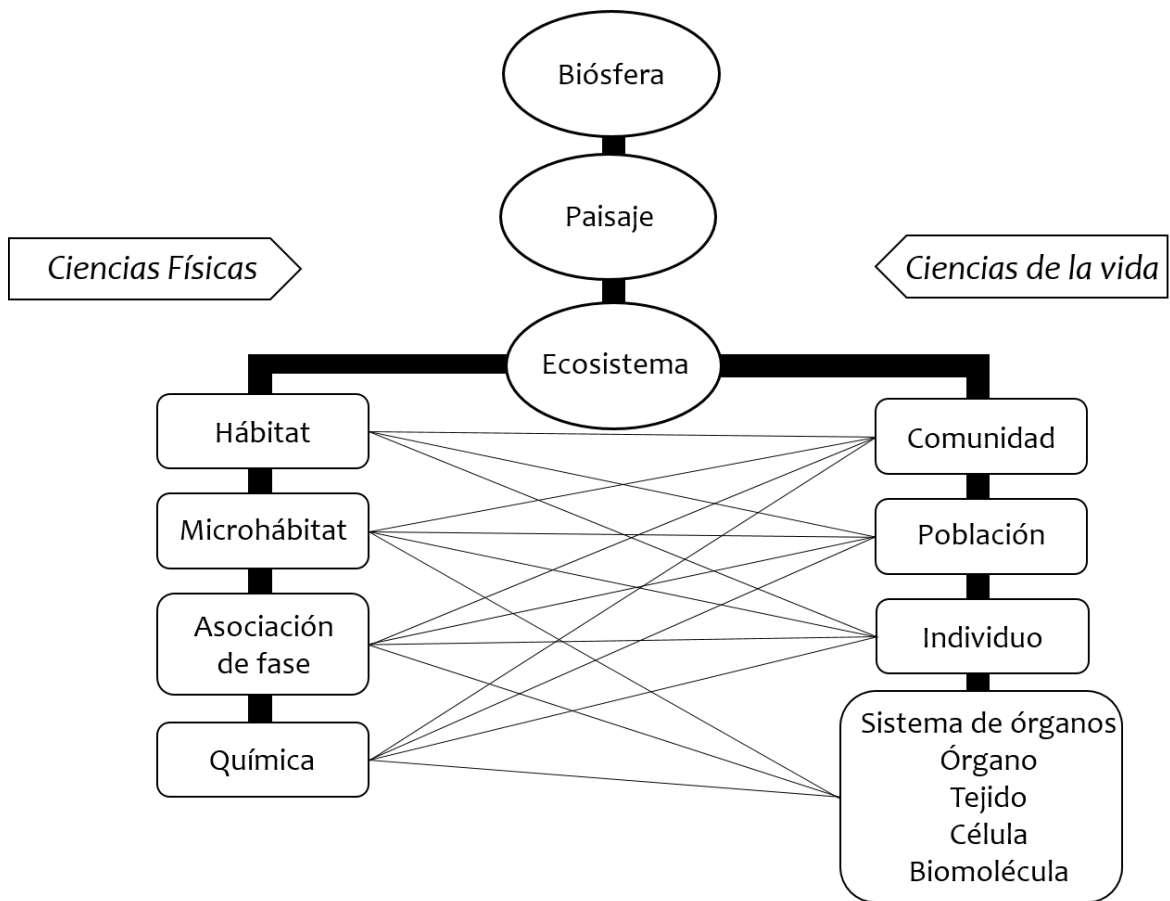 Biósfera
Paisaje
Ciencias Físicas
Ciencias de la vida
Ecosistema
Hábitat
Comunidad
Microhábitat
Población
Asociación
de fase
Individuo
Química
Sistema de órganos
Órgano
Tejido
Célula
Biomolécula